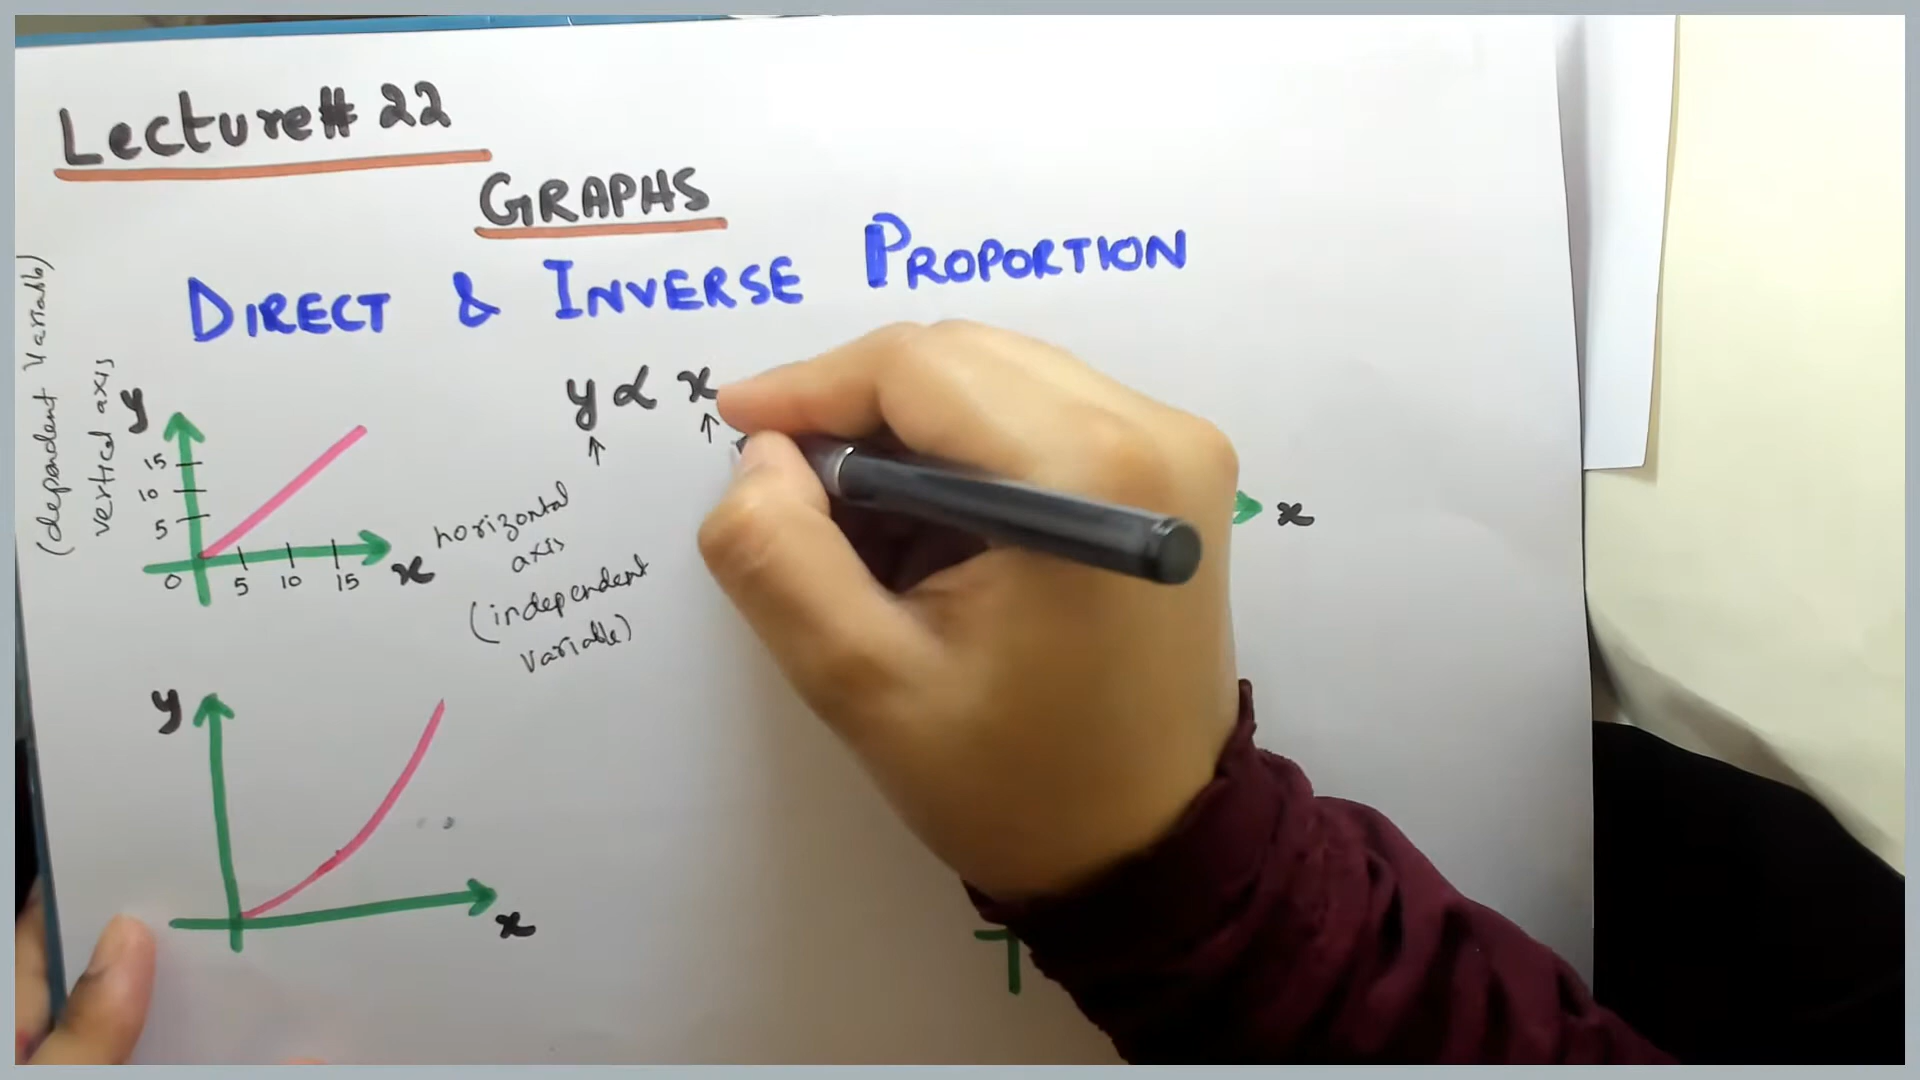 Lecture# 22
GRAPHS
DIRECT & INVERSE PROPORTION
(dependent variable)
vertical axis
y
15
10
5
0
5 10 15
x
horizontal
axis
(independent
variable)
y ∝ x
↑ ↑
x
y
x